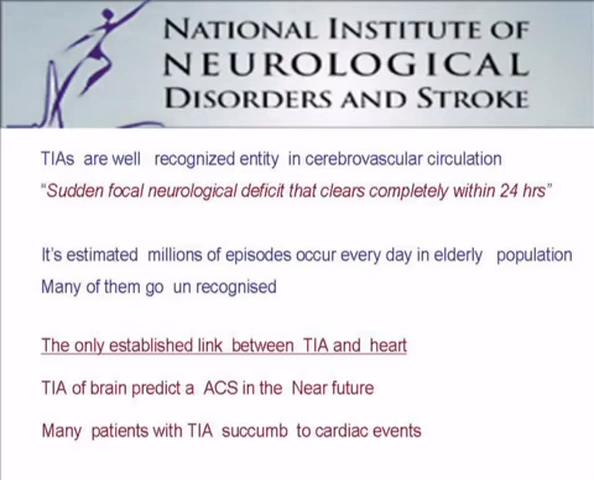 NATIONAL INSTITUTE OF
NEUROLOGICAL
DISORDERS AND STROKE
TIAs are well recognized entity in cerebrovascular circulation
“Sudden focal neurological deficit that clears completely within 24 hrs”
It's estimated millions of episodes occur every day in elderly population
Many of them go un recognised
The only established link between TIA and heart
TIA of brain predict a ACS in the Near future
Many patients with TIA succumb to cardiac events